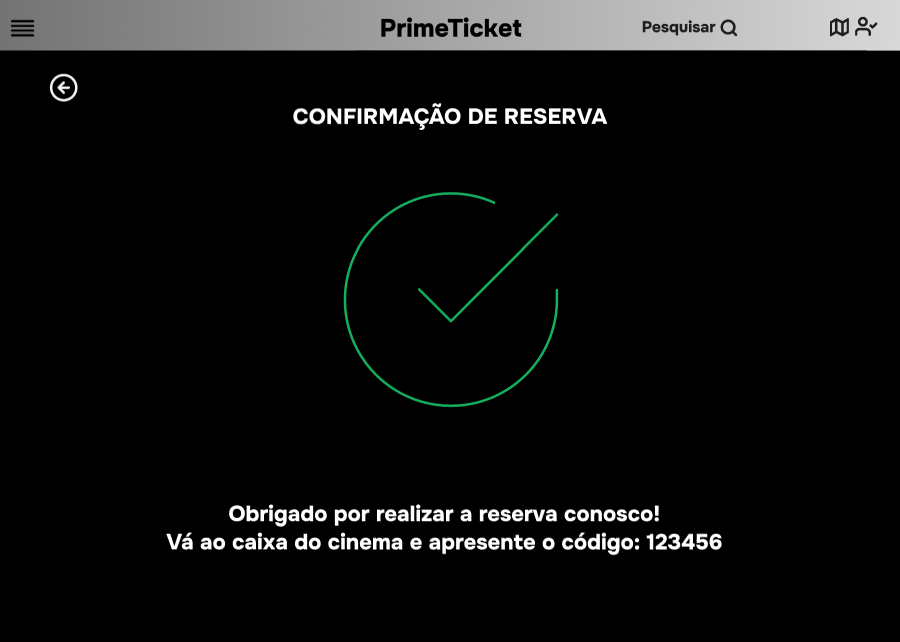 PrimeTicket
Pesquisar
CONFIRMAÇÃO DE RESERVA
Obrigado por realizar a reserva conosco!
Vá ao caixa do cinema e apresente o código: 123456